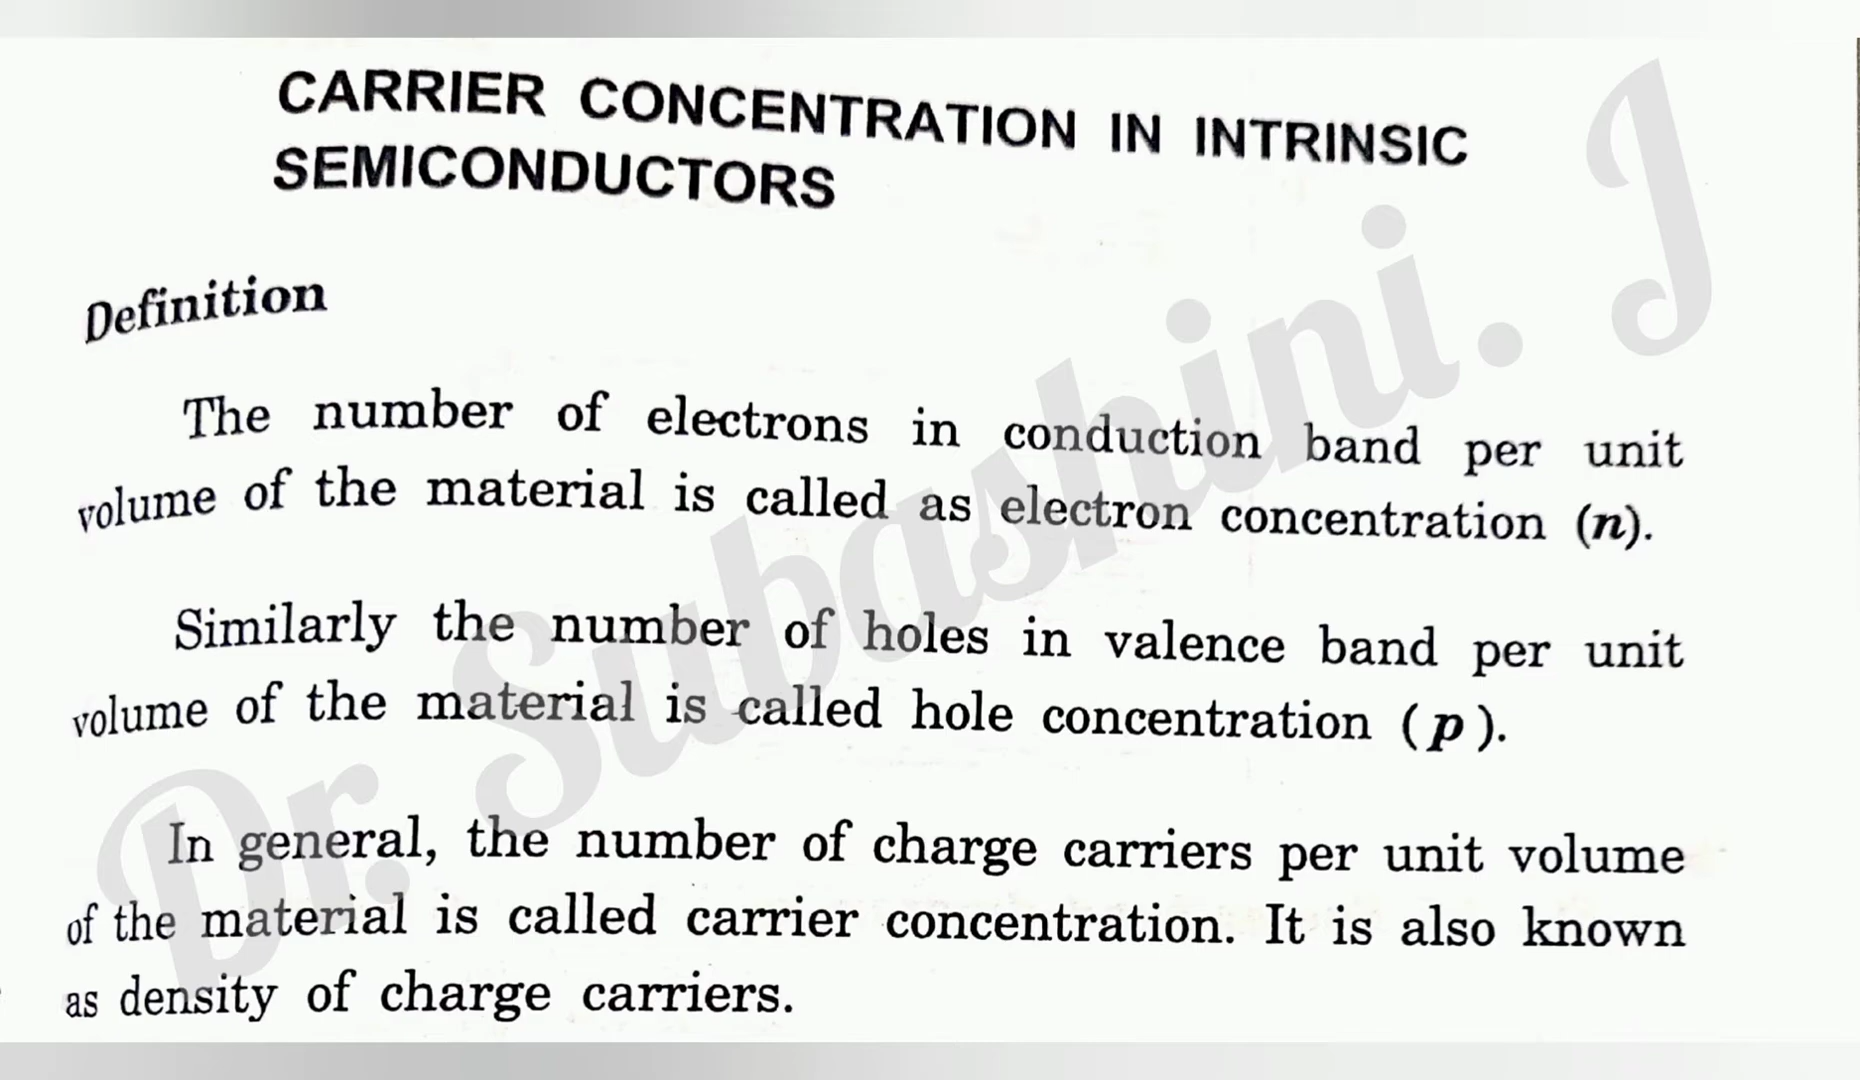 CARRIER CONCENTRATION IN INTRINSIC
SEMICONDUCTORS
Definition
The number of electrons in conduction band per unit
volume of the material is called as electron concentration (n).
Similarly the number of holes in valence band per unit
volume of the material is called hole concentration (p).
In general, the number of charge carriers per unit volume
of the material is called carrier concentration. It is also known
as density of charge carriers.
Dr. Subashini. J